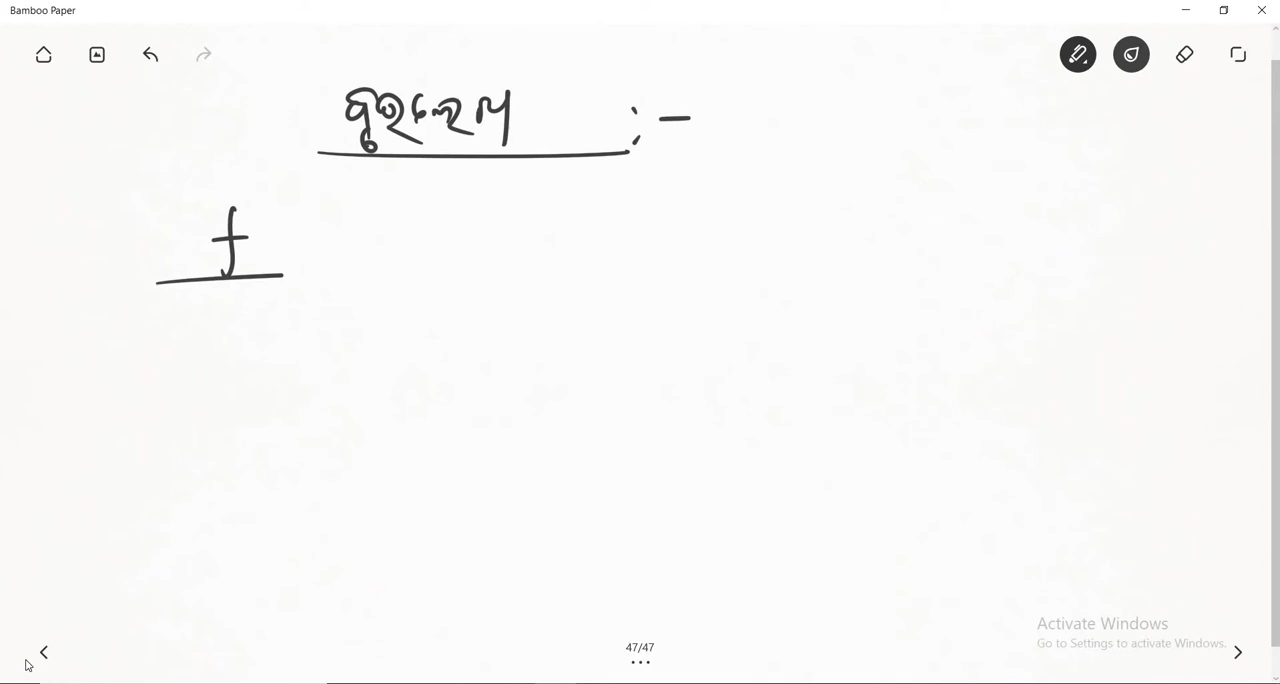 Bamboo Paper
:-
f
47/47
Activate Windows
Go to Settings to activate Windows.